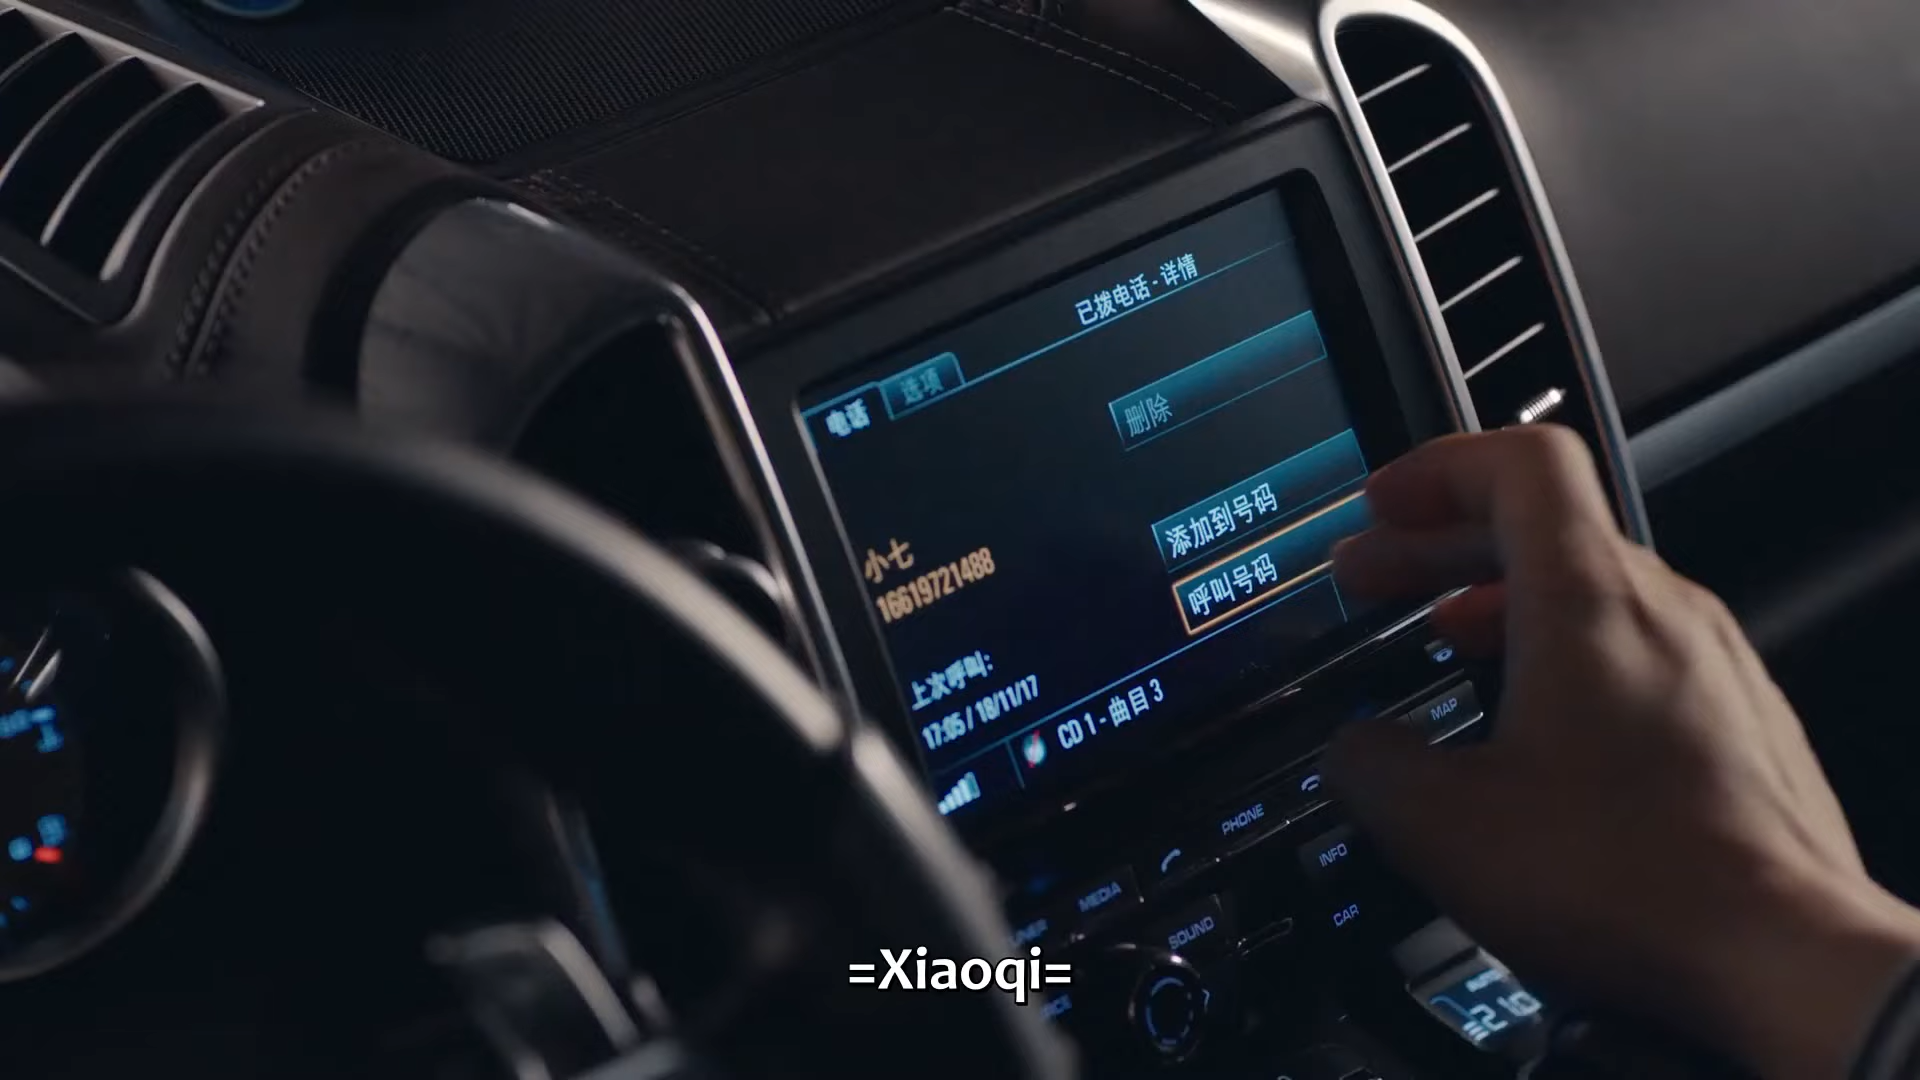 已拨电话 - 详情
电话
选项
删除
小七
16619721488
添加到号码
呼叫号码
上次呼叫:
17:05 / 18/11/17
CD 1 - 曲目 3
MAP
PHONE
INFO
MEDIA
SOUND
CAR
=Xiaoqi=